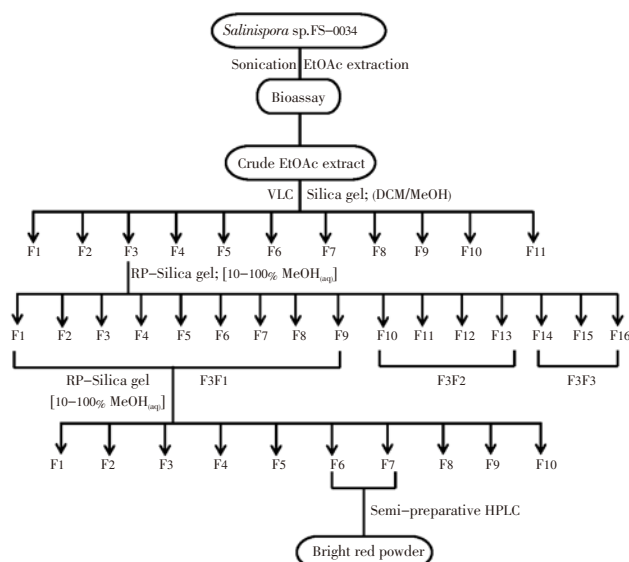 Salinispora sp.FS-0034
Sonication EtOAc extraction
Bioassay
Crude EtOAc extract
VLC Silica gel; (DCM/MeOH)
F1 F2 F3 F4 F5 F6 F7 F8 F9 F10 F11
RP-Silica gel; [10-100% MeOH(aq)]
F1 F2 F3 F4 F5 F6 F7 F8 F9 F10 F11 F12 F13 F14 F15 F16
RP-Silica gel F3F1 F3F2 F3F3
[10-100% MeOH(aq)]
F1 F2 F3 F4 F5 F6 F7 F8 F9 F10
Semi-preparative HPLC
Bright red powder